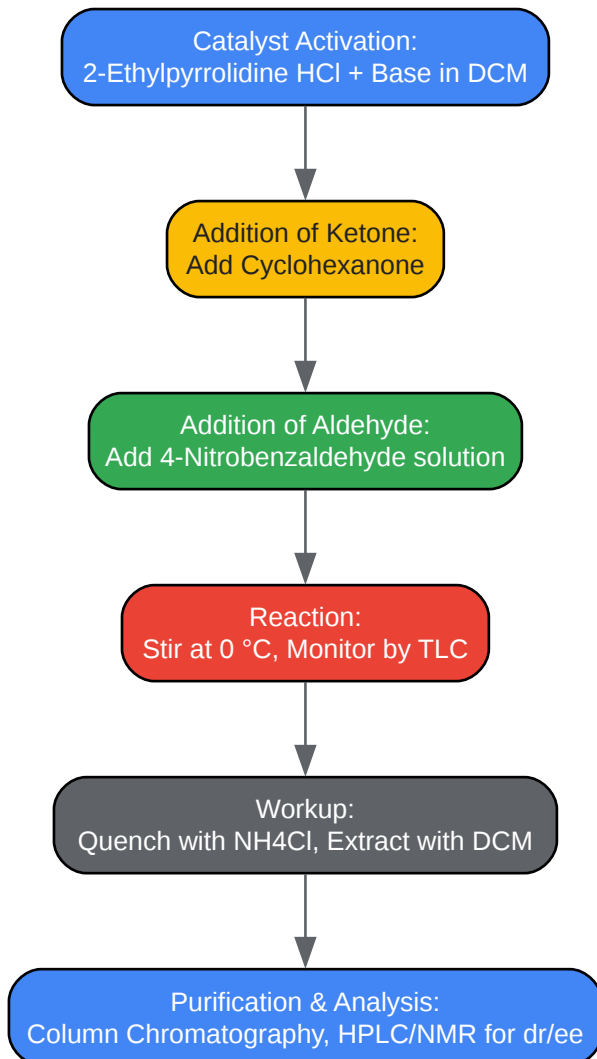 Catalyst Activation:
2-Ethylpyrrolidine HCl + Base in DCM
Addition of Ketone:
Add Cyclohexanone
Addition of Aldehyde:
Add 4-Nitrobenzaldehyde solution
Reaction:
Stir at 0 °C, Monitor by TLC
Workup:
Quench with NH4Cl, Extract with DCM
Purification & Analysis:
Column Chromatography, HPLC/NMR for dr/ee